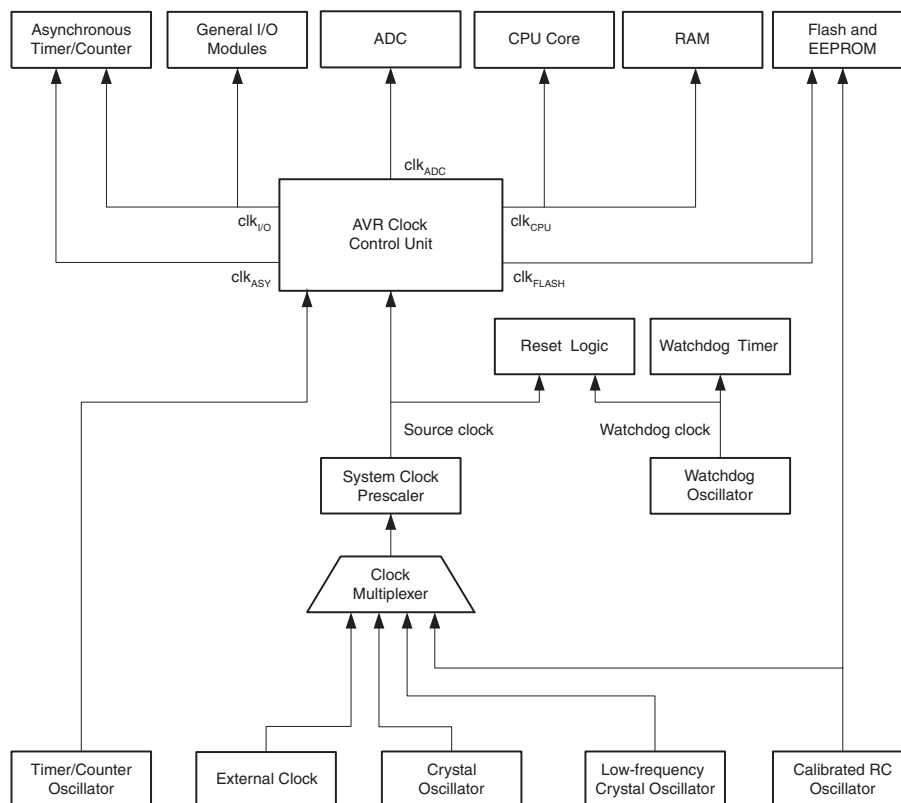 Asynchronous
Timer/Counter
General I/O
Modules
ADC
CPU Core
RAM
Flash and
EEPROM
clkADC
clkI/O
AVR Clock
Control Unit
clkCPU
clkASY
clkFLASH
Reset Logic
Watchdog Timer
Source clock
Watchdog clock
System Clock
Prescaler
Watchdog
Oscillator
Clock
Multiplexer
Timer/Counter
Oscillator
External Clock
Crystal
Oscillator
Low-frequency
Crystal Oscillator
Calibrated RC
Oscillator